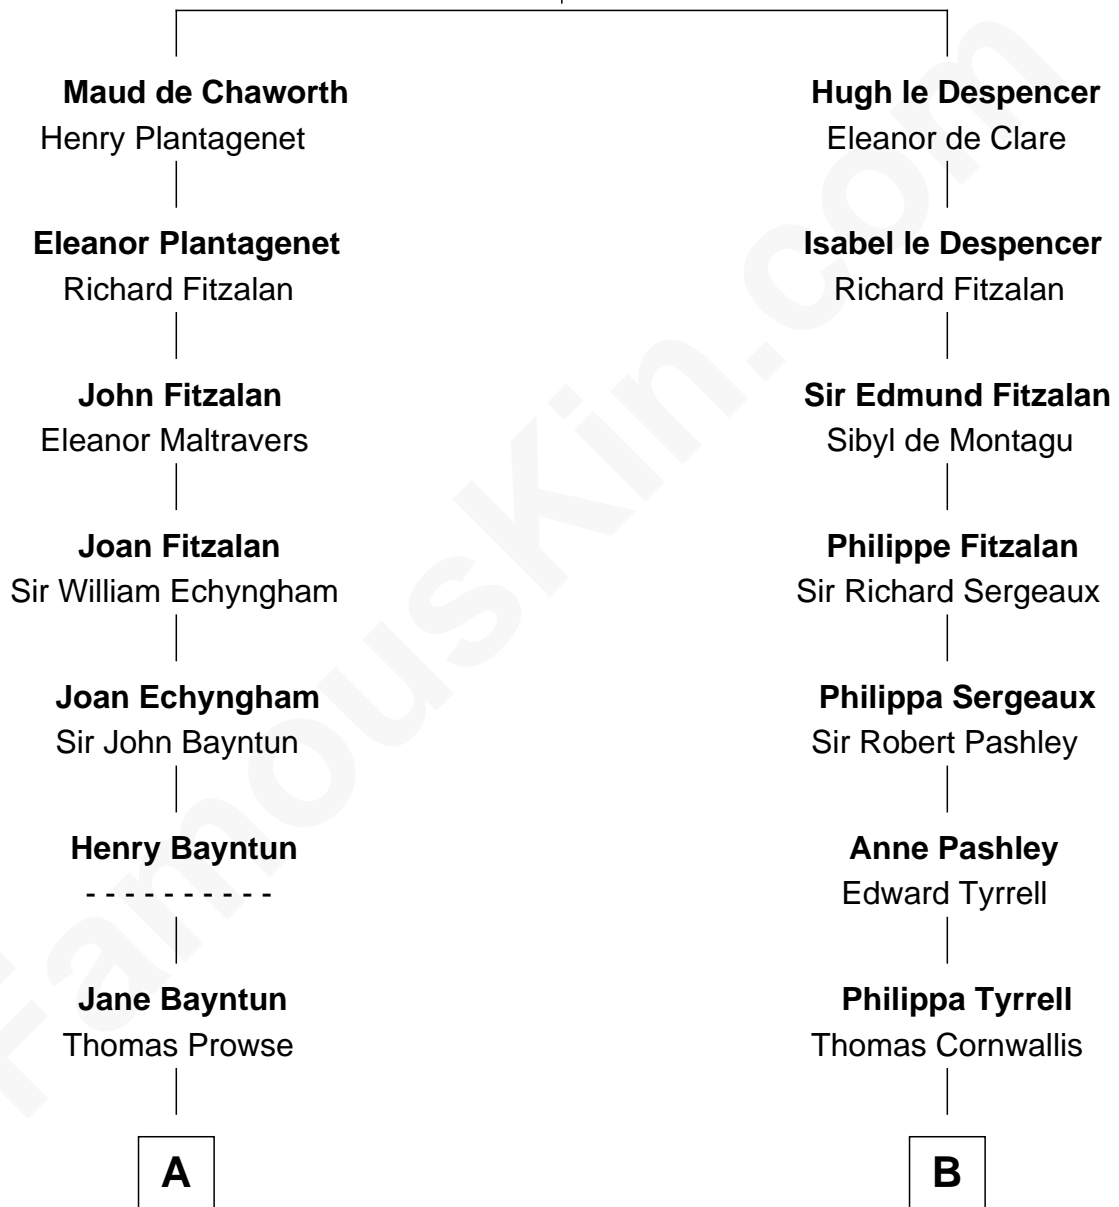 Maud de Chaworth
Henry Plantagenet
Eleanor Plantagenet
Richard Fitzalan
John Fitzalan
Eleanor Maltravers
Joan Fitzalan
Sir William Echyngham
Joan Echyngham
Sir John Bayntun
Henry Bayntun
- - - - - - - - - -
Jane Bayntun
Thomas Prowse
A
Hugh le Despencer
Eleanor de Clare
Isabel le Despencer
Richard Fitzalan
Sir Edmund Fitzalan
Sibyl de Montagu
Philippe Fitzalan
Sir Richard Sergeaux
Philippa Sergeaux
Sir Robert Pashley
Anne Pashley
Edward Tyrrell
Philippa Tyrrell
Thomas Cornwallis
B
FamousKin.com